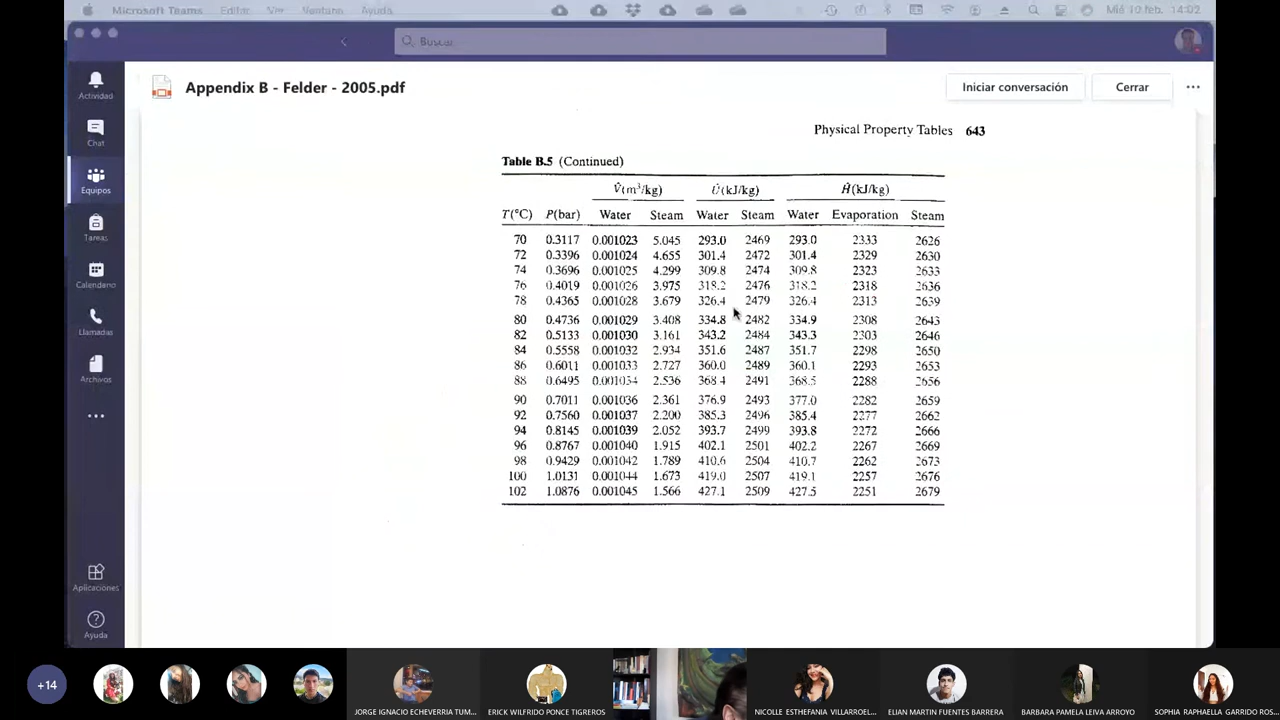 Microsoft Teams Editar Ver Ventana Ayuda Mié 10 feb. 14:02
Buscar
Actividad
Chat
Equipos
Tareas
Calendario
Llamadas
Archivos
Aplicaciones
Ayuda
Appendix B - Felder - 2005.pdf Iniciar conversación Cerrar
Physical Property Tables 643
Table B.5 (Continued)
V̂(m³/kg) Û(kJ/kg) Ĥ(kJ/kg)
T(°C) P(bar) Water Steam Water Steam Water Evaporation Steam
70 0.3117 0.001023 5.045 293.0 2469 293.0 2333 2626
72 0.3396 0.001024 4.655 301.4 2472 301.4 2329 2630
74 0.3696 0.001025 4.299 309.8 2474 309.8 2323 2633
76 0.4019 0.001026 3.975 318.2 2476 318.2 2318 2636
78 0.4365 0.001028 3.679 326.4 2479 326.4 2313 2639
80 0.4736 0.001029 3.408 334.8 2482 334.9 2308 2643
82 0.5133 0.001030 3.161 343.2 2484 343.3 2303 2646
84 0.5558 0.001032 2.934 351.6 2487 351.7 2298 2650
86 0.6011 0.001033 2.727 360.0 2489 360.1 2293 2653
88 0.6495 0.001034 2.536 368.4 2491 368.5 2288 2656
90 0.7011 0.001036 2.361 376.9 2493 377.0 2282 2659
92 0.7560 0.001037 2.200 385.3 2496 385.4 2277 2662
94 0.8145 0.001039 2.052 393.7 2499 393.8 2272 2666
96 0.8767 0.001040 1.915 402.1 2501 402.2 2267 2669
98 0.9429 0.001042 1.789 410.6 2504 410.7 2262 2673
100 1.0131 0.001044 1.673 419.0 2507 419.1 2257 2676
102 1.0876 0.001045 1.566 427.1 2509 427.5 2251 2679
+14
JORGE IGNACIO ECHEVERRIA TUM... ERICK WILFRIDO PONCE TIGREROS NICOLLE ESTHEFANIA VILLARROEL... ELIAN MARTIN FUENTES BARRERA BARBARA PAMELA LEIVA ARROYO SOPHIA RAPHAELLA GARRIDO ROS...